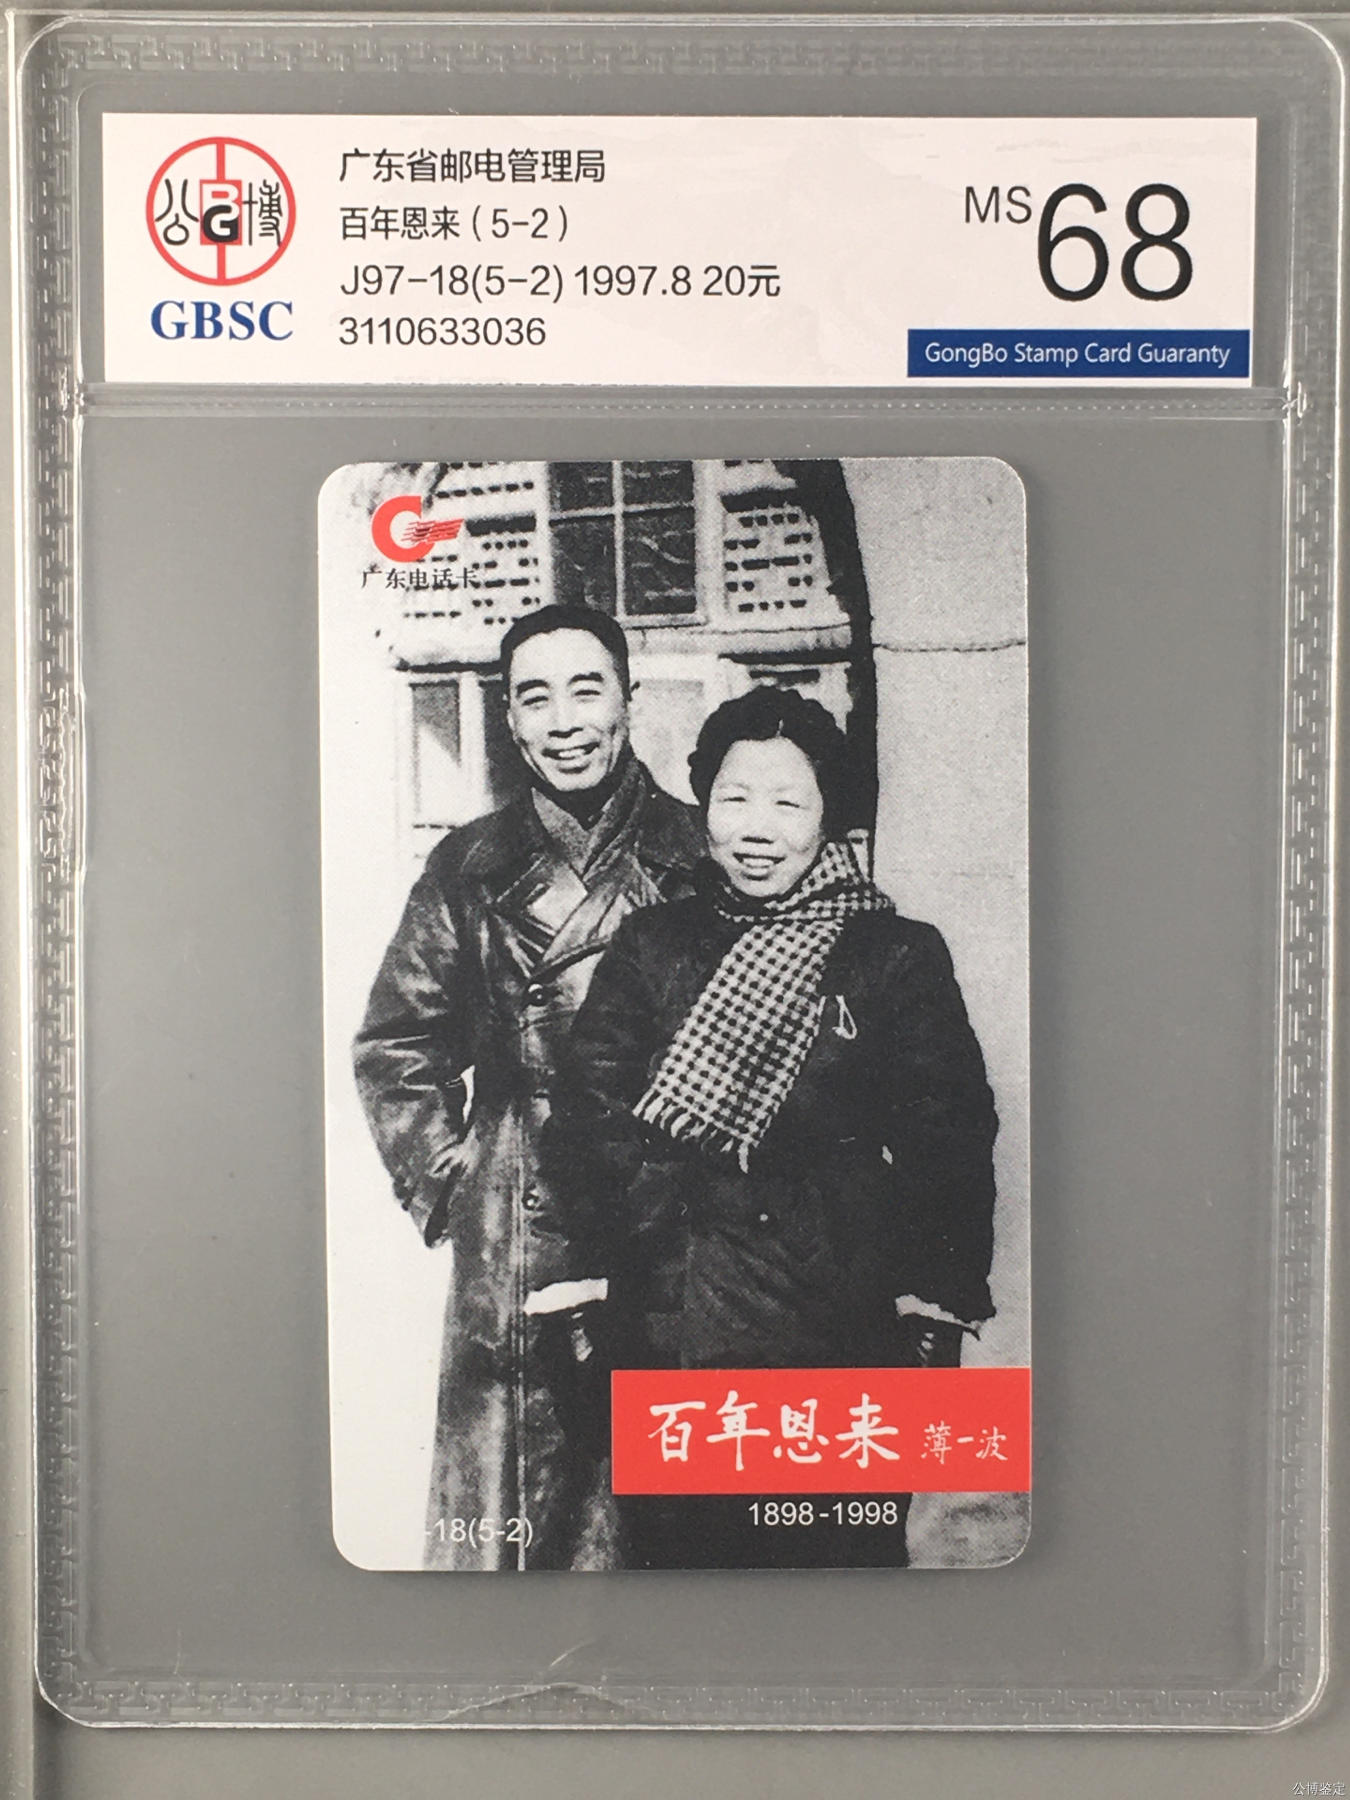 公博
BG
GBSC
广东省邮电管理局
百年恩来(5-2)
J97-18(5-2) 1997.8 20元
3110633036
MS68
GongBo Stamp Card Guaranty
广东电话卡
百年恩来 薄一波
1898-1998
-18(5-2)
公博鉴定